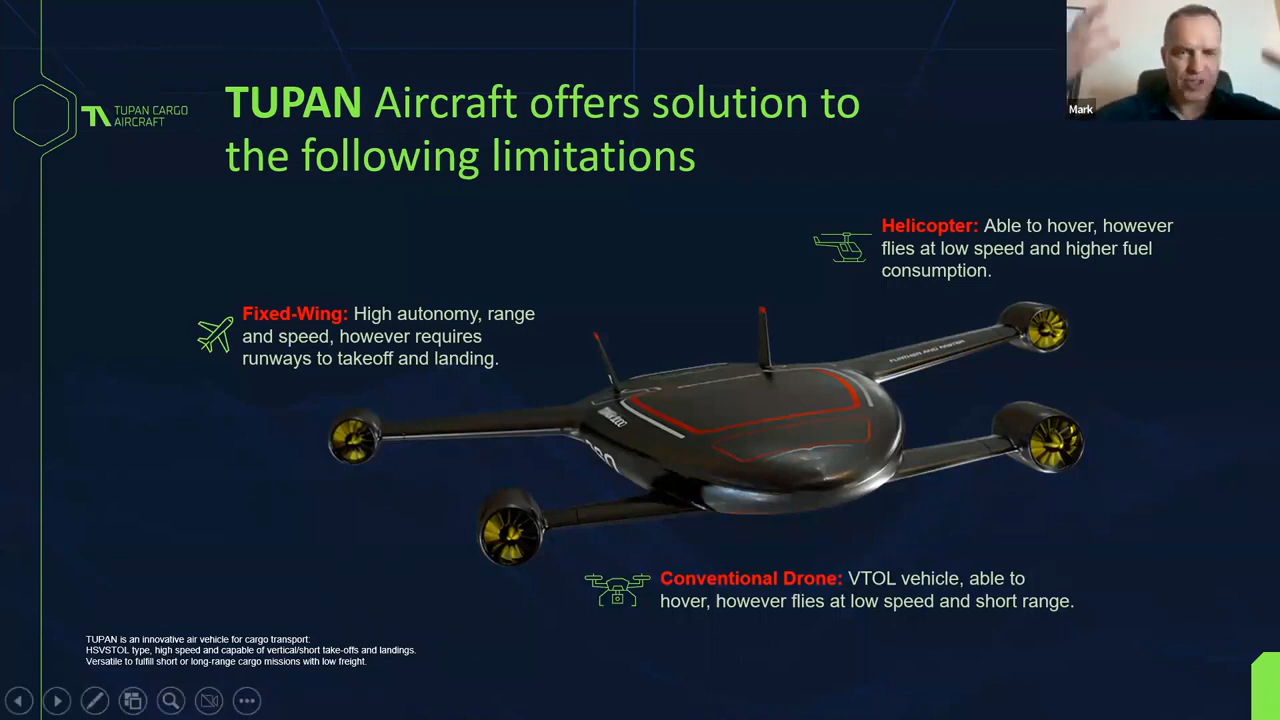 Mark
TUPAN CARGO
AIRCRAFT
TUPAN Aircraft offers solution to
the following limitations
Helicopter: Able to hover, however
flies at low speed and higher fuel
consumption.
Fixed-Wing: High autonomy, range
and speed, however requires
runways to takeoff and landing.
FURTHER AND FASTER
Conventional Drone: VTOL vehicle, able to
hover, however flies at low speed and short range.
TUPAN is an innovative air vehicle for cargo transport:
HSVSTOL type, high speed and capable of vertical/short take-offs and landings.
Versatile to fulfill short or long-range cargo missions with low freight.